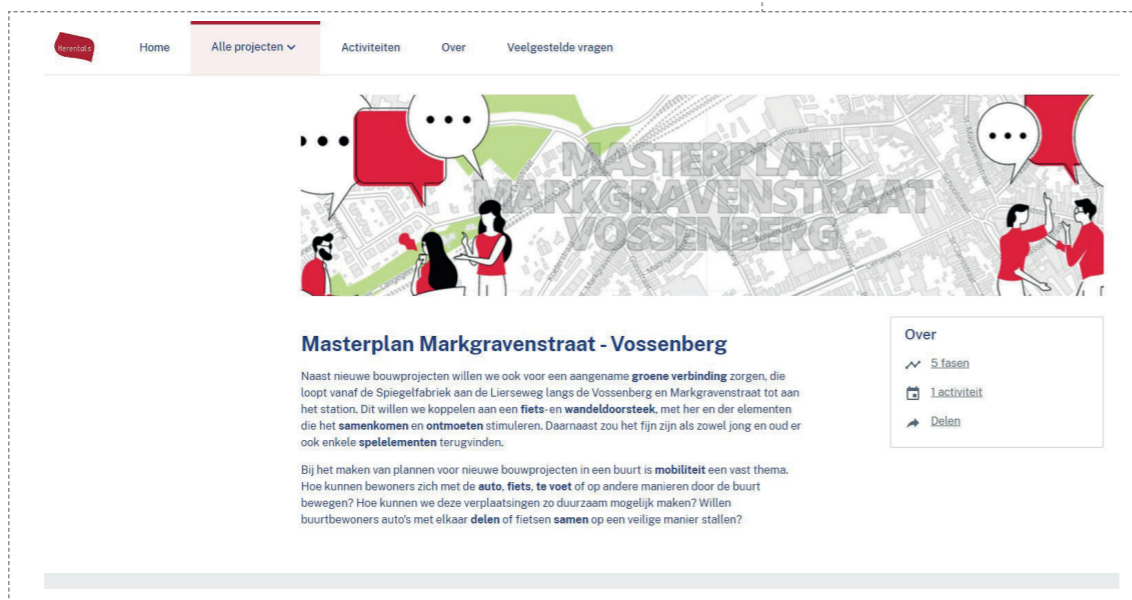 Herentals
Home
Alle projecten
Activiteiten
Over
Veelgestelde vragen
MASTERPLAN
MARKGRAVENSTRAAT
VOSSENBERG
Masterplan Markgravenstraat - Vossenberg
Naast nieuwe bouwprojecten willen we ook voor een aangename groene verbinding zorgen, die
loopt vanaf de Spiegelfabriek aan de Lierseweg langs de Vossenberg en Markgravenstraat tot aan
het station. Dit willen we koppelen aan een fiets- en wandeldoorsteek, met her en der elementen
die het samenkomen en ontmoeten stimuleren. Daarnaast zou het fijn zijn als zowel jong en oud er
ook enkele spelelementen terugvinden.
Bij het maken van plannen voor nieuwe bouwprojecten in een buurt is mobiliteit een vast thema.
Hoe kunnen bewoners zich met de auto, fiets, te voet of op andere manieren door de buurt
bewegen? Hoe kunnen we deze verplaatsingen zo duurzaam mogelijk maken? Willen
buurtbewoners auto's met elkaar delen of fietsen samen op een veilige manier stallen?
Over
5 fasen
1 activiteit
Delen